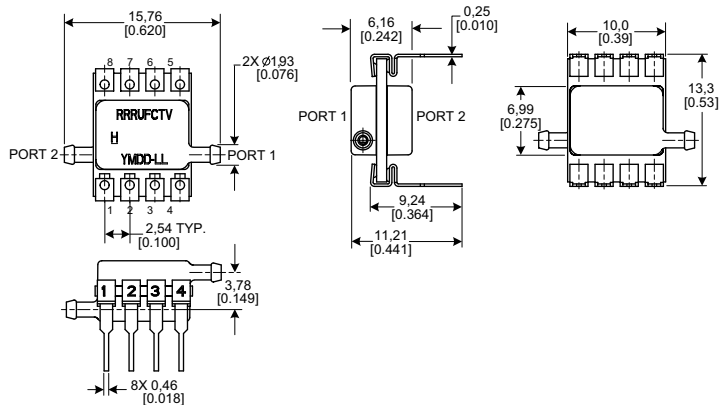 15,76
[0.620]
2X Ø1,93
[0.076]
8 7 6 5
RRRUFCTV
H
YMDD-LL
PORT 2
PORT 1
1 2 3 4
2,54 TYP.
[0.100]
6,16
[0.242]
0,25
[0.010]
PORT 1
PORT 2
9,24
[0.364]
11,21
[0.441]
10,0
[0.39]
6,99
[0.275]
13,3
[0.53]
1 2 3 4
3,78
[0.149]
8X 0,46
[0.018]